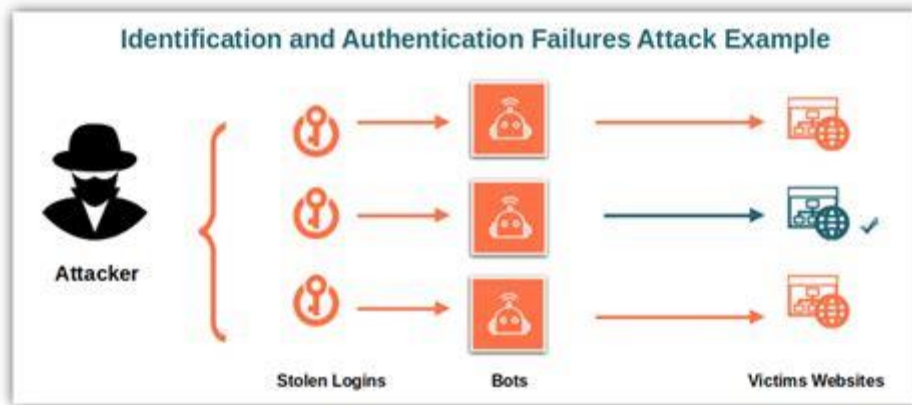 Identification and Authentication Failures Attack Example
Attacker
Stolen Logins
Bots
Victims Websites